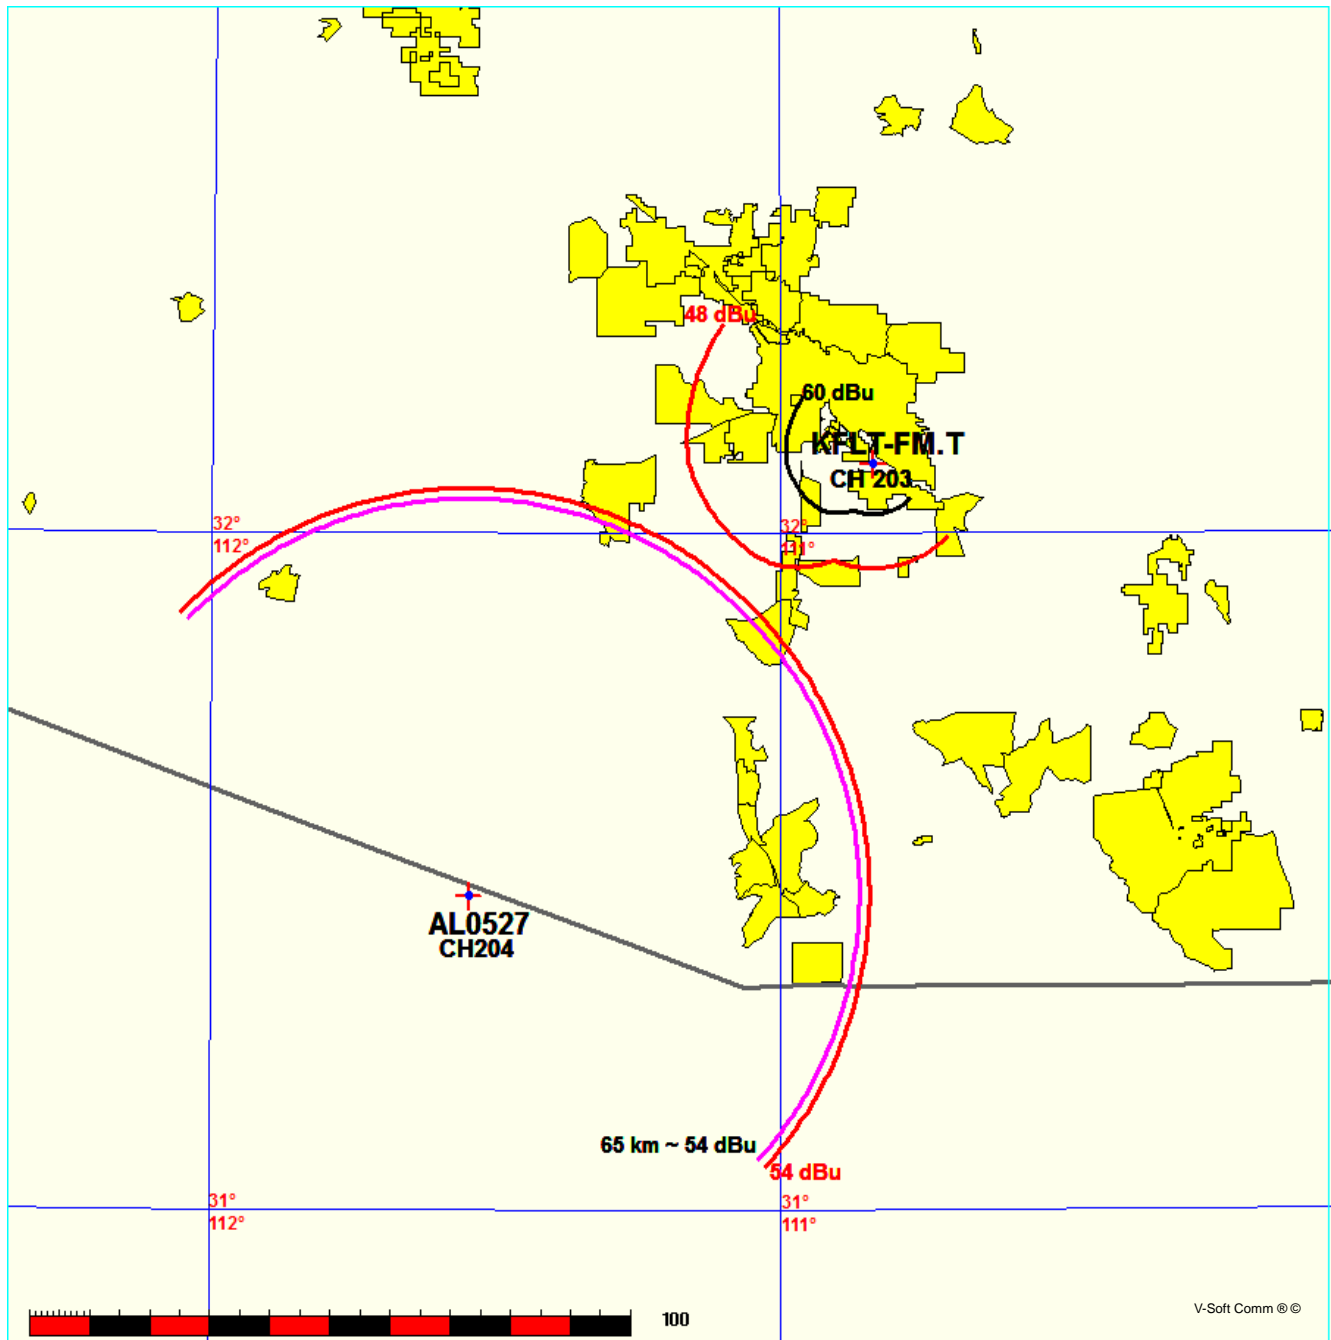 48 dBu
60 dBu
KFLT-FM.T
CH 203
32°
112°
32°
111°
AL0527
CH204
65 km ~ 54 dBu
54 dBu
31°
112°
31°
111°
100
V-Soft Comm ® ©